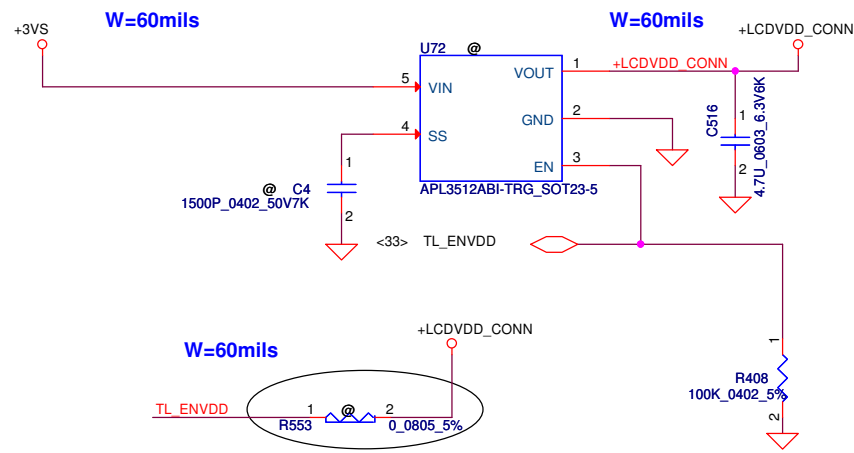 W=60mils
W=60mils
+3VS
+LCDVDD_CONN
U72 @
5 VIN
VOUT 1 +LCDVDD_CONN
4 SS
GND 2
EN 3
APL3512ABI-TRG_SOT23-5
C516
1
2
4.7U_0603_6.3V6K
1
@ C4
1500P_0402_50V7K
2
<33> TL_ENVDD
W=60mils
+LCDVDD_CONN
TL_ENVDD
1 @ 2
R553 0_0805_5%
1
R408
100K_0402_5%
2